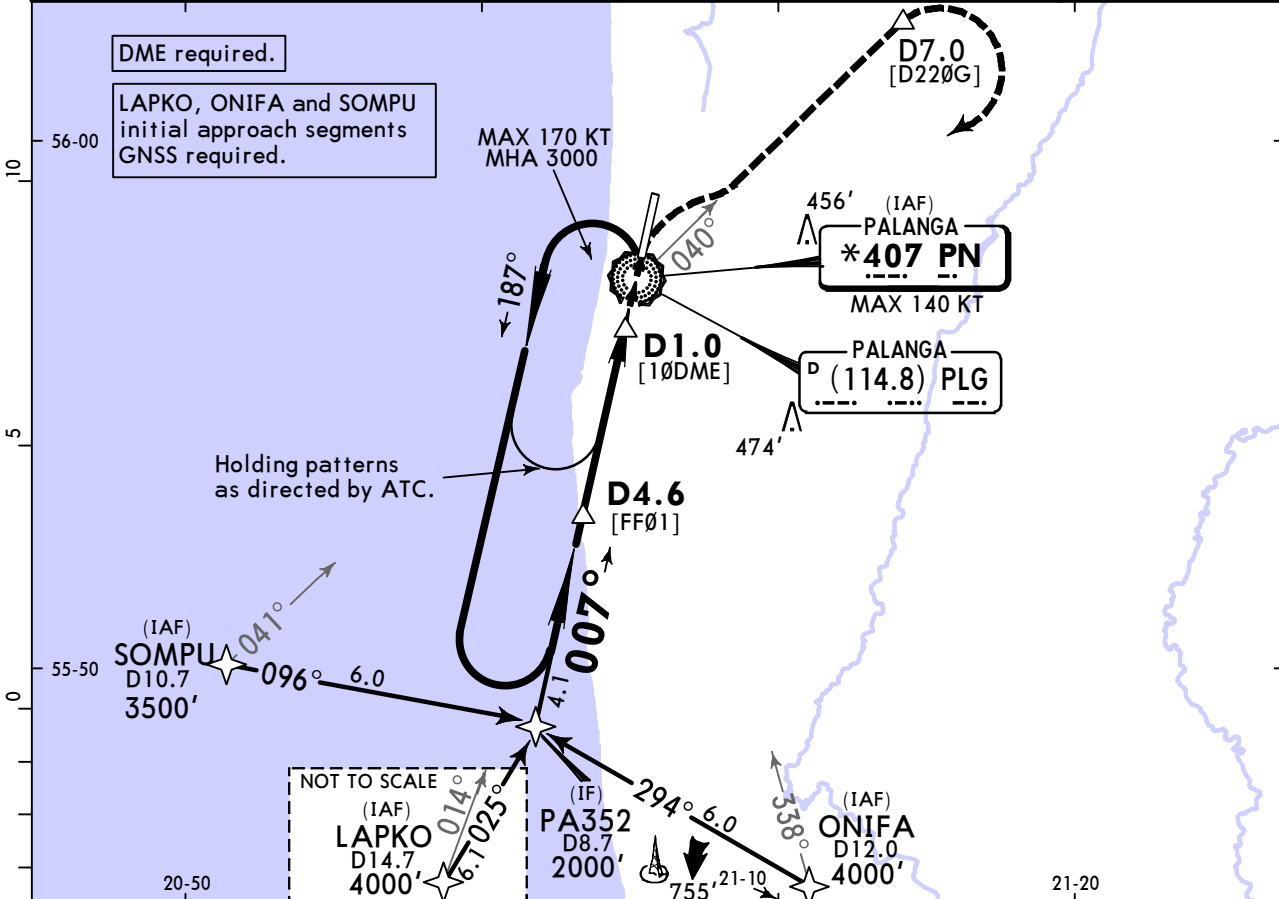 DME required.
LAPKO, ONIFA and SOMPU
initial approach segments
GNSS required.
D7.0
[D22ØG]
56-00
10
MAX 170 KT
MHA 3000
187°
040°
456'
(IAF)
PALANGA
*407 PN
MAX 140 KT
PALANGA
D (114.8) PLG
474'
D1.0
[1ØDME]
5
Holding patterns
as directed by ATC.
D4.6
[FFØ1]
007°
041°
(IAF)
SOMPU
D10.7
3500'
096° 6.0
55-50
0
4.1
NOT TO SCALE
(IAF)
LAPKO
D14.7
4000'
014°
6.1 025°
(IF)
PA352
D8.7
2000'
294° 6.0
338°
(IAF)
ONIFA
D12.0
4000'
755'
20-50
21-10
21-20